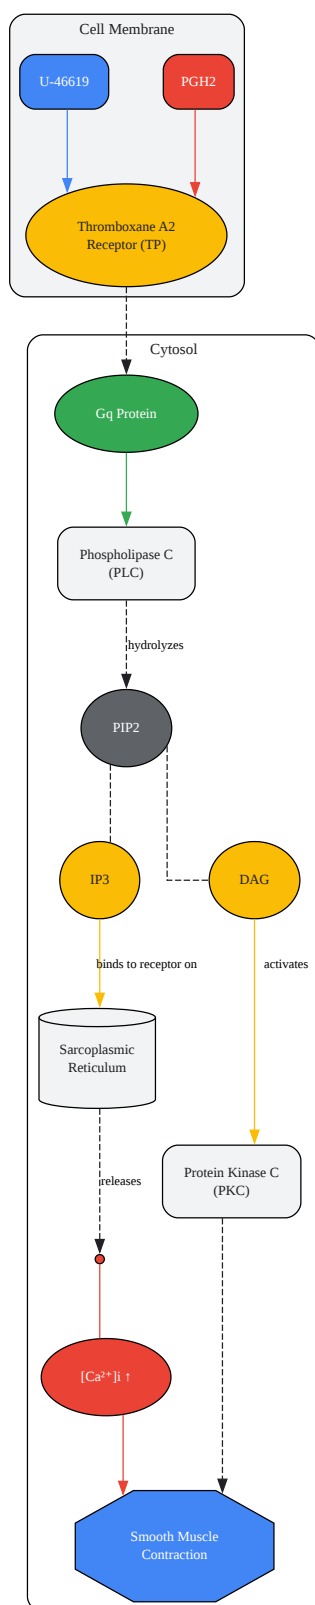 Cell Membrane
U-46619
PGH2
Thromboxane A2
Receptor (TP)
Cytosol
Gq Protein
Phospholipase C
(PLC)
hydrolyzes
PIP2
IP3
DAG
binds to receptor on
activates
Sarcoplasmic
Reticulum
Protein Kinase C
(PKC)
releases
[Ca²⁺]i ↑
Smooth Muscle
Contraction